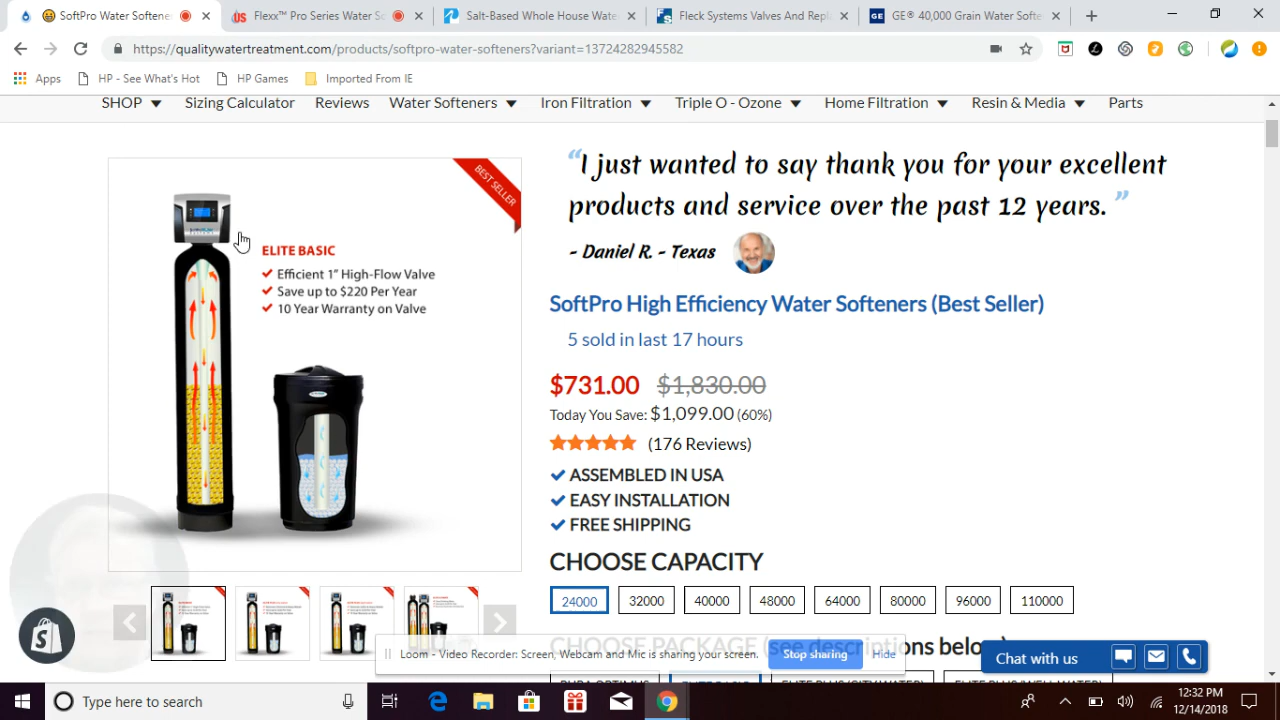 SoftPro Water Softene
Flexx™ Pro Series Water So
Salt-Based Whole House Wate
Fleck Systems Valves And Rep
GE® 40,000 Grain Water Softe
https://qualitywatertreatment.com/products/softpro-water-softeners?variant=13724282945582
Apps HP - See What's Hot HP Games Imported From IE
SHOP Sizing Calculator Reviews Water Softeners Iron Filtration Triple O - Ozone Home Filtration Resin & Media Parts
BEST SELLER
ELITE BASIC
Efficient 1" High-Flow Valve
Save up to $220 Per Year
10 Year Warranty on Valve
“I just wanted to say thank you for your excellent
products and service over the past 12 years. ”
- Daniel R. - Texas
SoftPro High Efficiency Water Softeners (Best Seller)
5 sold in last 17 hours
$731.00 $1,830.00
Today You Save: $1,099.00 (60%)
(176 Reviews)
ASSEMBLED IN USA
EASY INSTALLATION
FREE SHIPPING
CHOOSE CAPACITY
24000 32000 40000 48000 64000 80000 96000 110000
CHOOSE PACKAGE (see descriptions below)
Loom - Video Recorder: Screen, Webcam and Mic is sharing your screen. Stop sharing Hide
Chat with us
Type here to search
12:32 PM
12/14/2018